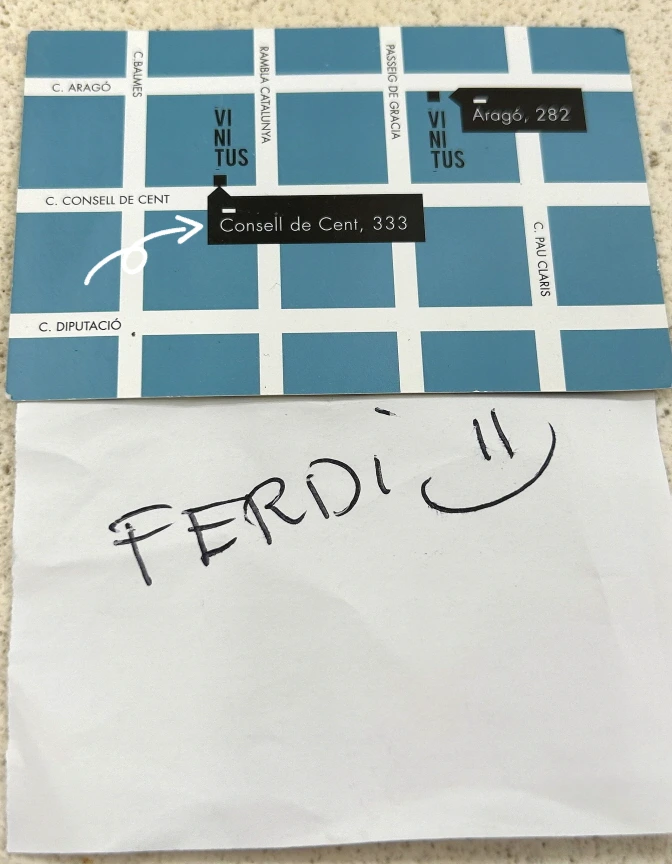 C. ARAGÓ
C.BALMES
RAMBLA CATALUNYA
PASSEIG DE GRACIA
VI
NI
TUS
VI
NI
TUS
Aragó, 282
C. CONSELL DE CENT
Consell de Cent, 333
C. PAU CLARIS
C. DIPUTACIÓ
FERDi